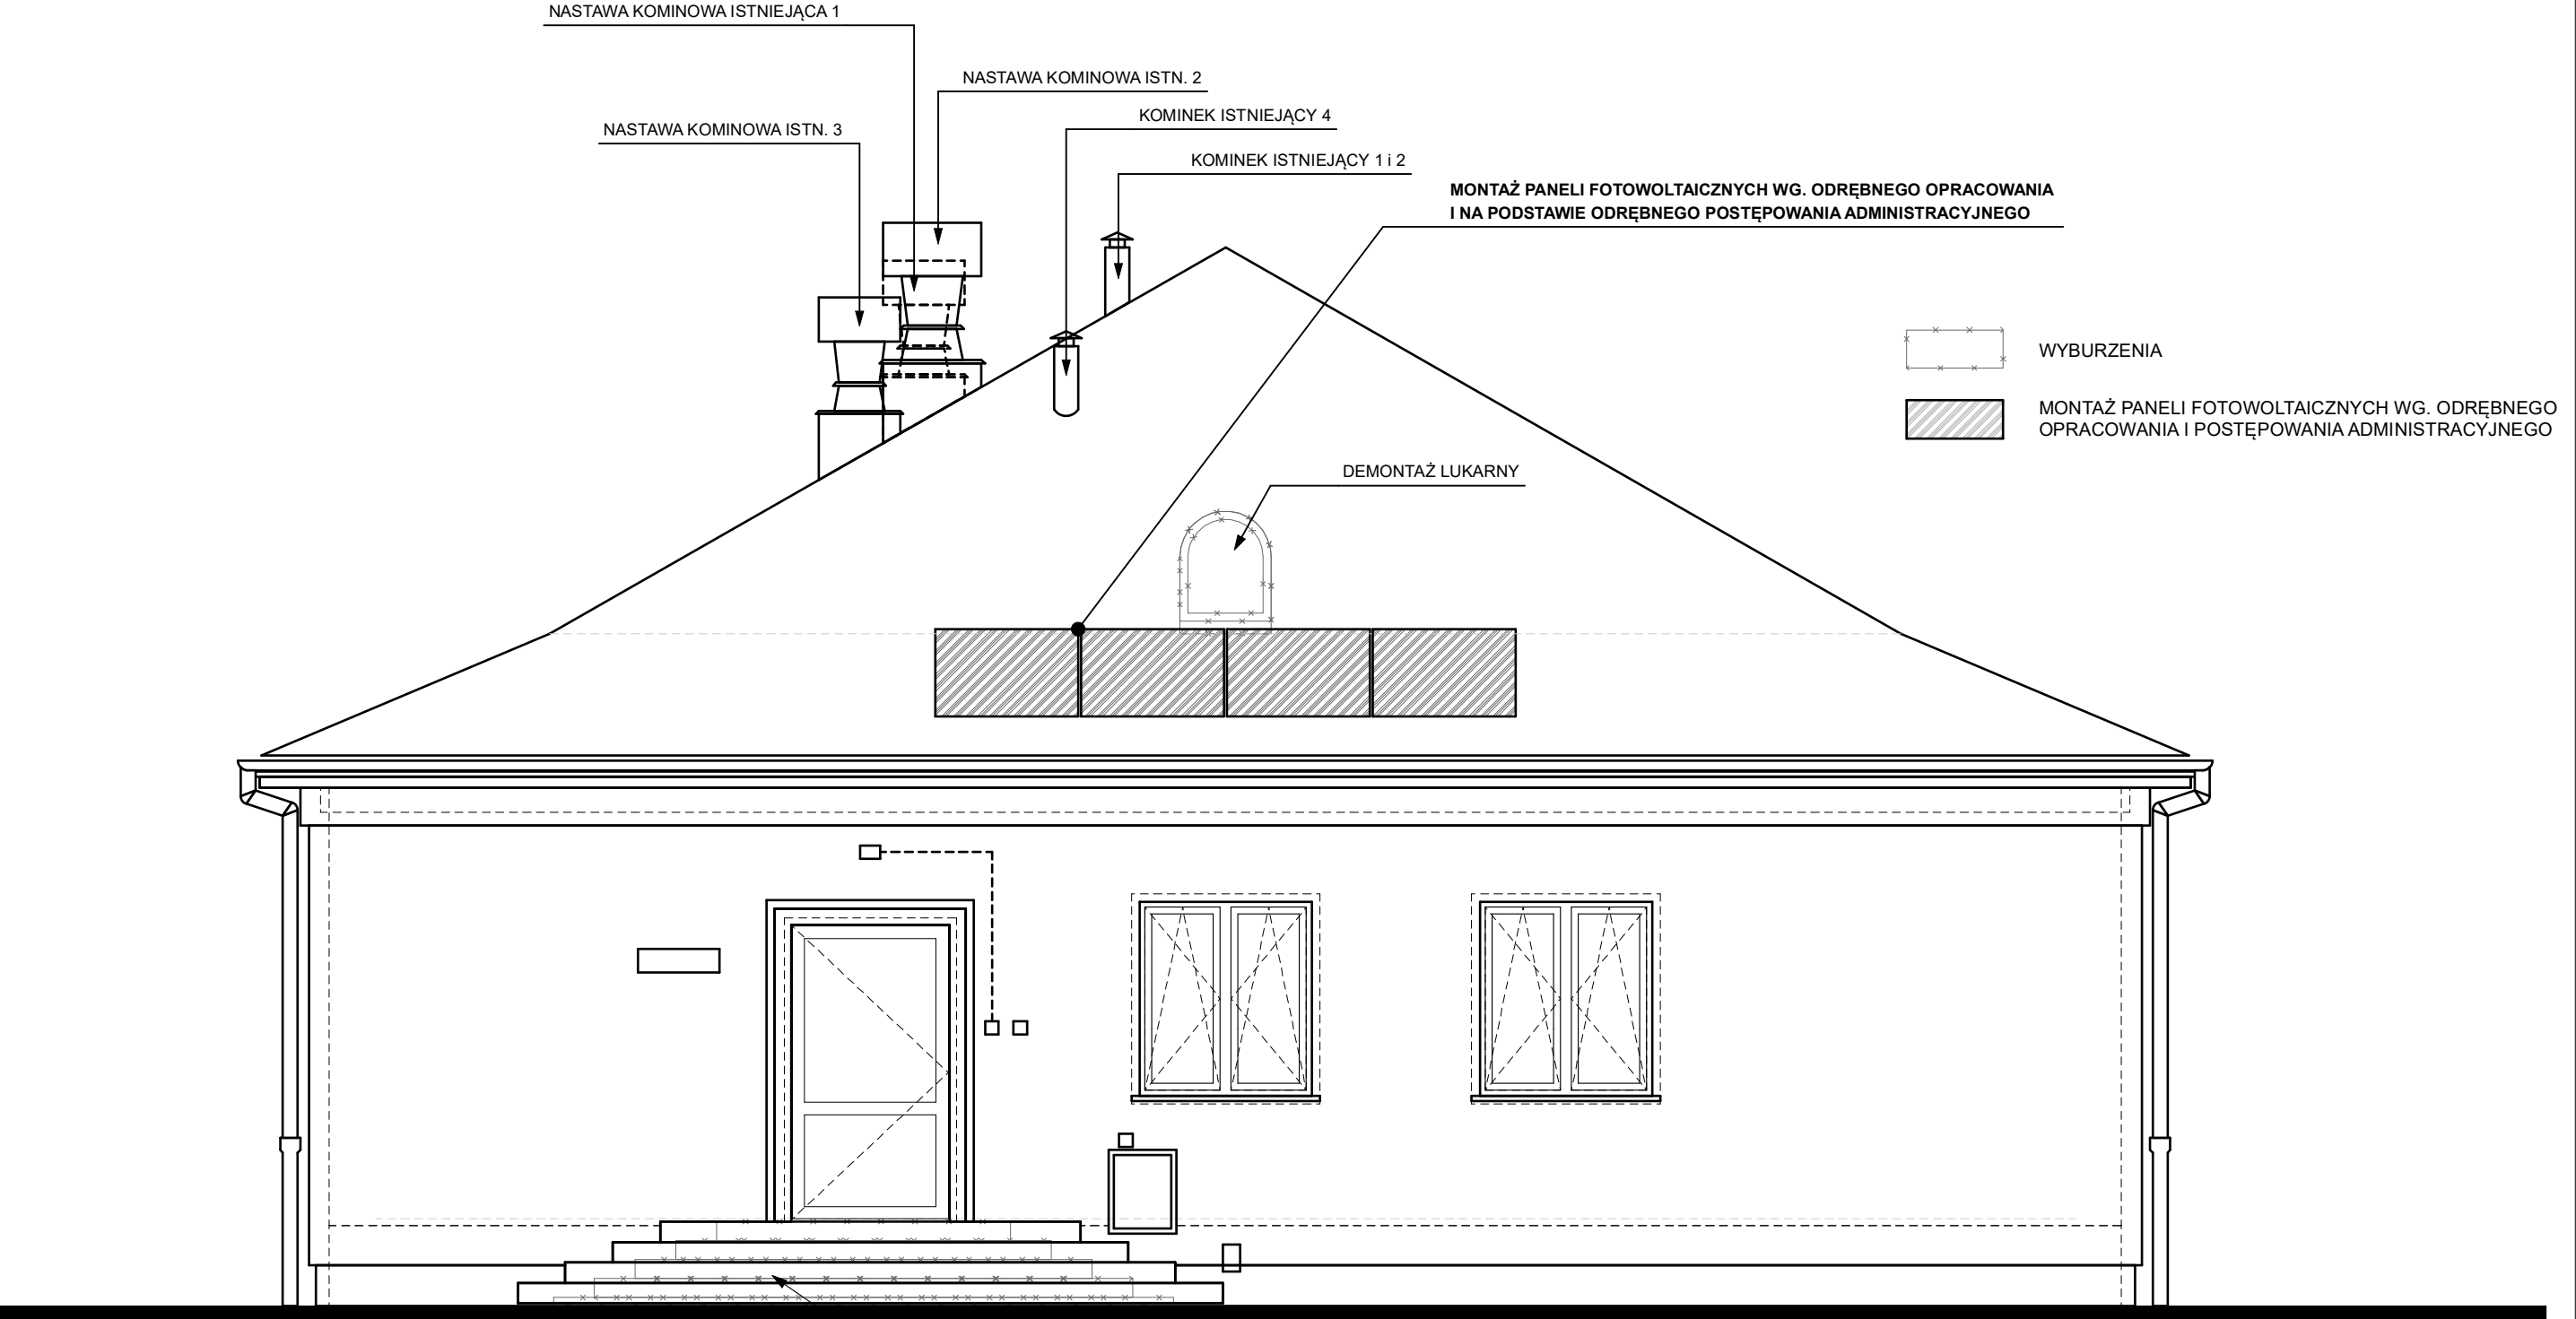 NASTAWA KOMINOWA ISTNIEJĄCA 1
NASTAWA KOMINOWA ISTN. 2
KOMINEK ISTNIEJĄCY 4
NASTAWA KOMINOWA ISTN. 3
KOMINEK ISTNIEJĄCY 1 i 2
MONTAŻ PANELI FOTOWOLTAICZNYCH WG. ODRĘBNEGO OPRACOWANIA
I NA PODSTAWIE ODRĘBNEGO POSTĘPOWANIA ADMINISTRACYJNEGO
WYBURZENIA
MONTAŻ PANELI FOTOWOLTAICZNYCH WG. ODRĘBNEGO
OPRACOWANIA I POSTĘPOWANIA ADMINISTRACYJNEGO
DEMONTAŻ LUKARNY